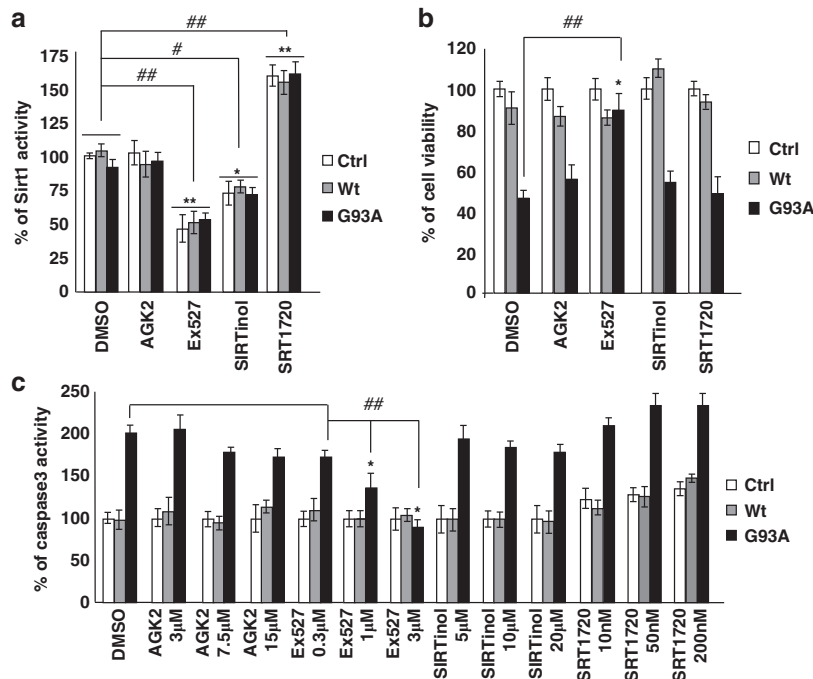 a
##
#
##
**
**
*
% of Sirt1 activity
175
150
125
100
75
50
25
0
DMSO
AGK2
Ex527
SIRTinol
SRT1720
Ctrl
Wt
G93A
b
##
*
% of cell viability
120
100
80
60
40
20
0
DMSO
AGK2
Ex527
SIRTinol
SRT1720
Ctrl
Wt
G93A
c
##
*
*
% of caspase3 activity
250
200
150
100
50
0
DMSO
AGK2
3µM
AGK2
7.5µM
AGK2
15µM
Ex527
0.3µM
Ex527
1µM
Ex527
3µM
SIRTinol
5µM
SIRTinol
10µM
SIRTinol
20µM
SRT1720
10nM
SRT1720
50nM
SRT1720
200nM
Ctrl
Wt
G93A